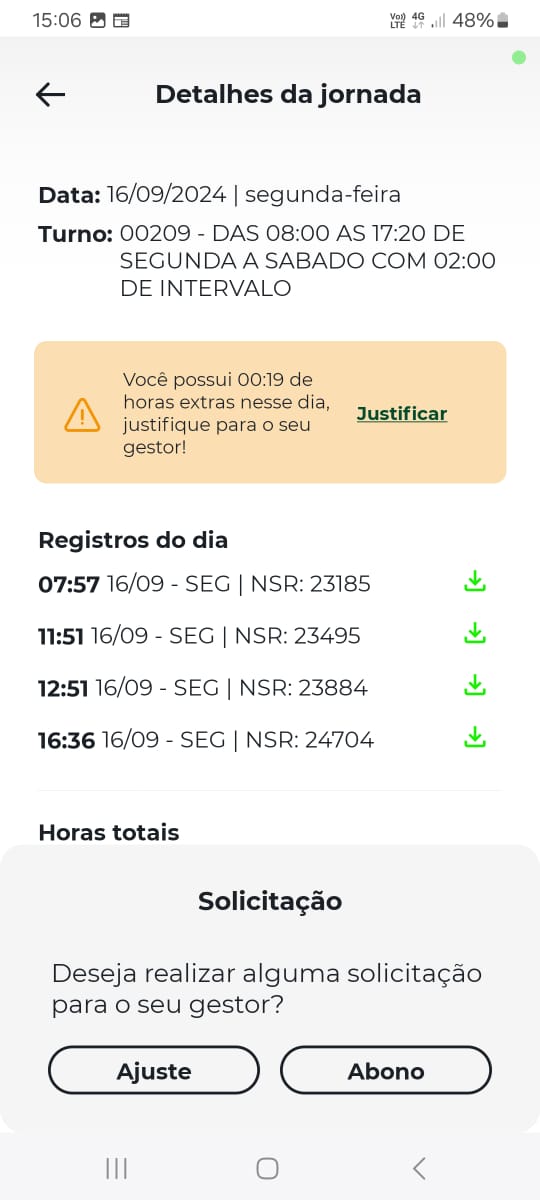 15:06 Vo)) LTE 4G 48%
Detalhes da jornada
Data: 16/09/2024 | segunda-feira
Turno: 00209 - DAS 08:00 AS 17:20 DE
SEGUNDA A SABADO COM 02:00
DE INTERVALO
Você possui 00:19 de
horas extras nesse dia,
justifique para o seu
gestor!
Justificar
Registros do dia
07:57 16/09 - SEG | NSR: 23185
11:51 16/09 - SEG | NSR: 23495
12:51 16/09 - SEG | NSR: 23884
16:36 16/09 - SEG | NSR: 24704
Horas totais
Solicitação
Deseja realizar alguma solicitação
para o seu gestor?
Ajuste
Abono